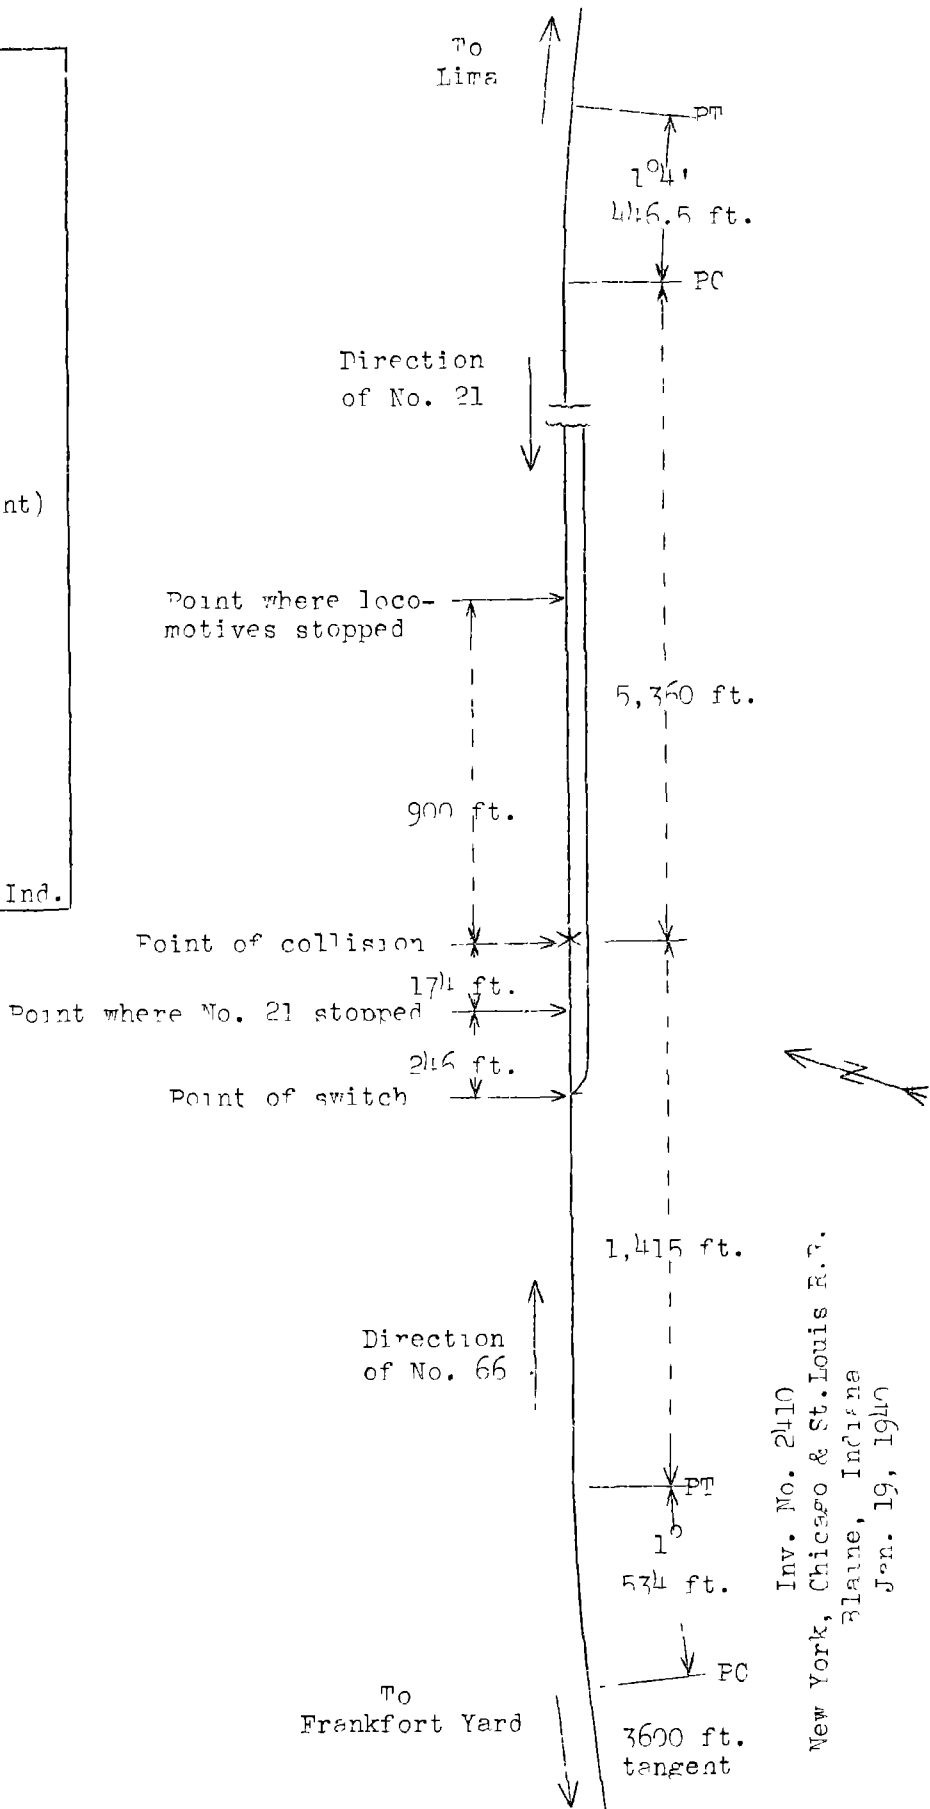 To
Lima
PT
1°4'
446.5 ft.
PC
Direction
of No. 21
nt)
Point where loco-
motives stopped
5,360 ft.
900 ft.
Ind.
Point of collision
174 ft.
Point where No. 21 stopped
246 ft.
Point of switch
N
1,415 ft.
Direction
of No. 66
PT
1°
534 ft.
PC
To
Frankfort Yard
3600 ft.
tangent
Inv. No. 2410
New York, Chicago & St.Louis R.R.
Blaine, Indiana
Jan. 19, 1940